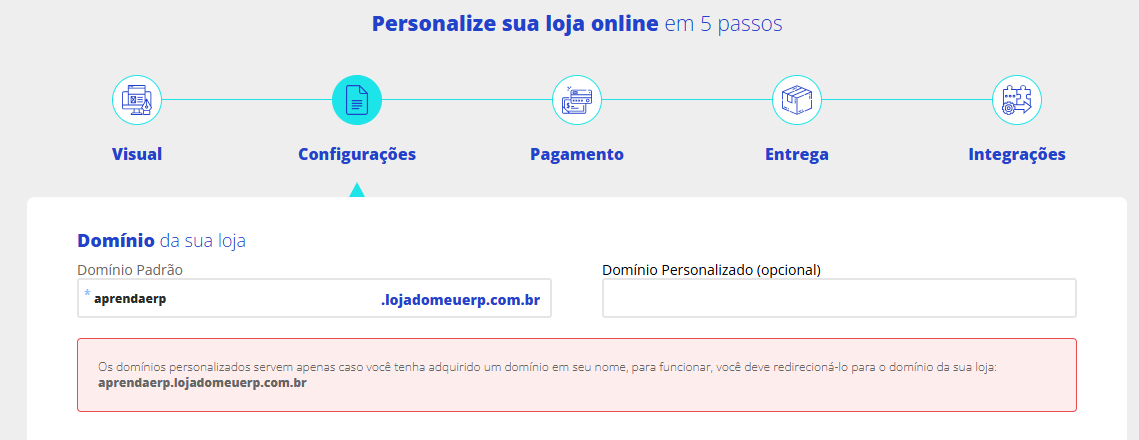 Personalize sua loja online em 5 passos
Visual
Configurações
Pagamento
Entrega
Integrações
Domínio da sua loja
Domínio Padrão
Domínio Personalizado (opcional)
* aprendaerp .lojadomeuerp.com.br
Os domínios personalizados servem apenas caso você tenha adquirido um domínio em seu nome, para funcionar, você deve redirecioná-lo para o domínio da sua loja:
aprendaerp.lojadomeuerp.com.br